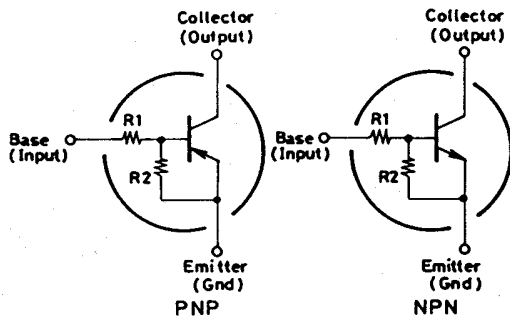 Collector
(Output)
R1
Base
(Input)
R2
Emitter
(Gnd)
PNP
Collector
(Output)
R1
Base
(Input)
R2
Emitter
(Gnd)
NPN